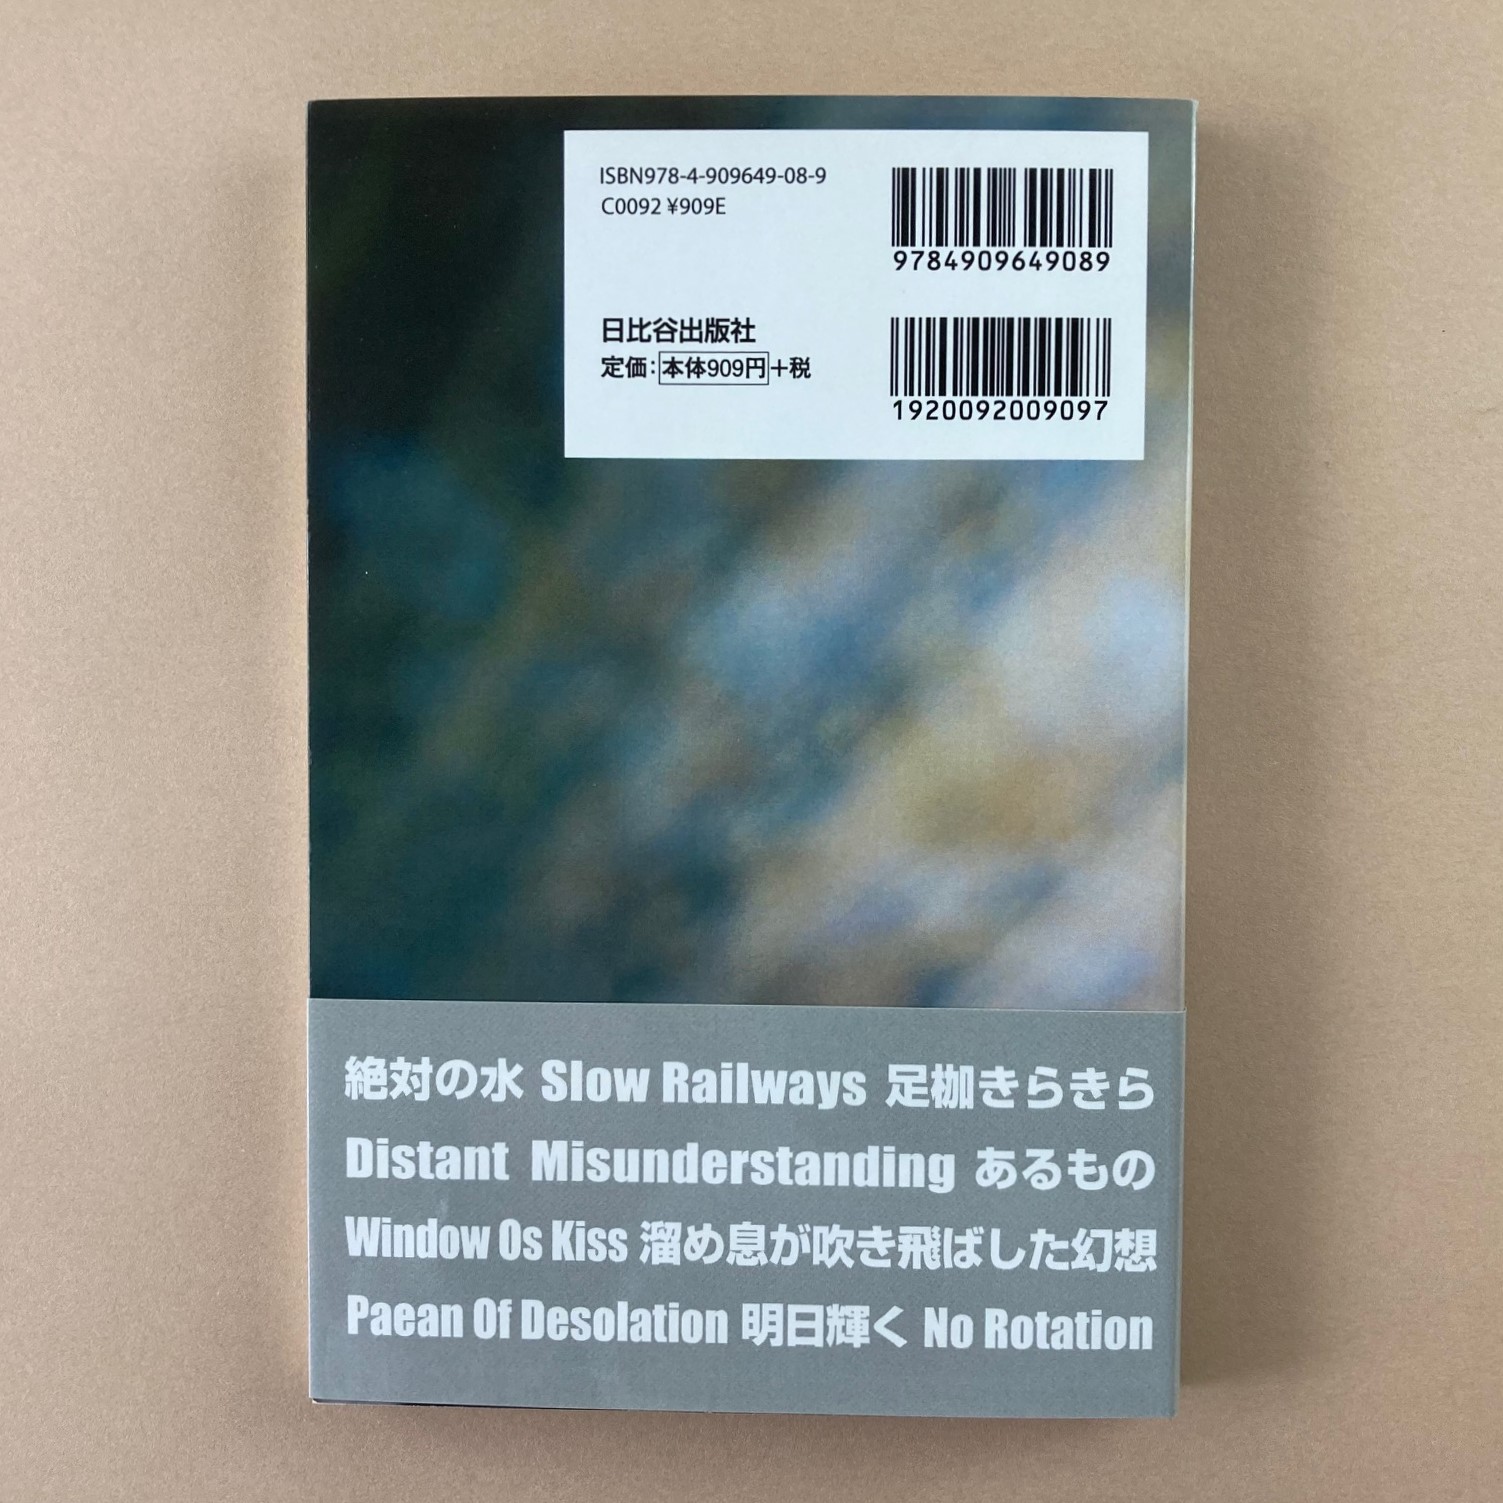 ISBN978-4-909649-08-9
C0092 ¥909E
9784909649089
日比谷出版社
定価：本体909円＋税
1920092009097
絶対の水 Slow Railways 足枷きらきら
Distant Misunderstanding あるもの
Window Os Kiss 溜め息が吹き飛ばした幻想
Paean Of Desolation 明日輝く No Rotation